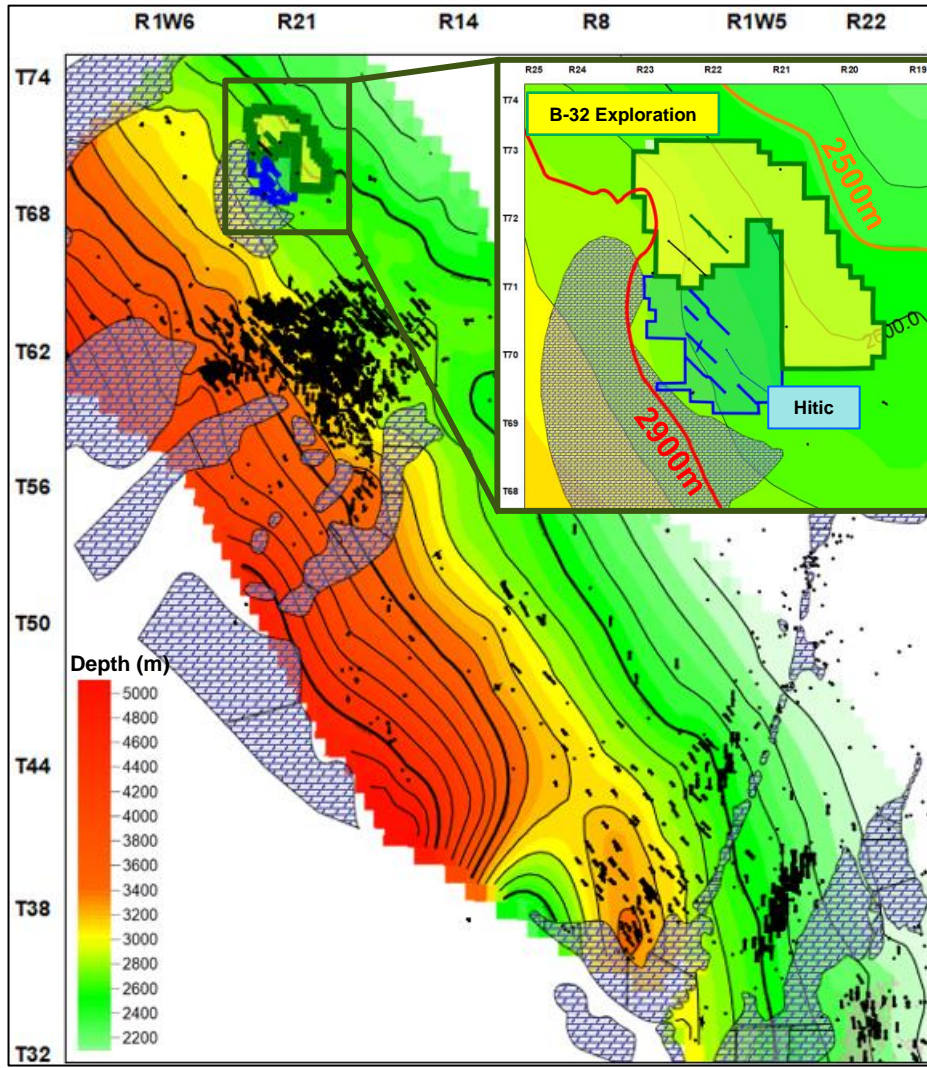 R1W6 R21 R14 R8 R1W5 R22
T74
T68
T62
T56
T50
T44
T38
T32
R25 R24 R23 R22 R21 R20 R19
T74
T73
T72
T71
T70
T69
T68
B-32 Exploration
2500m
2600.0
Hitic
2900m
Depth (m)
5000
4800
4600
4400
4200
4000
3800
3600
3400
3200
3000
2800
2600
2400
2200